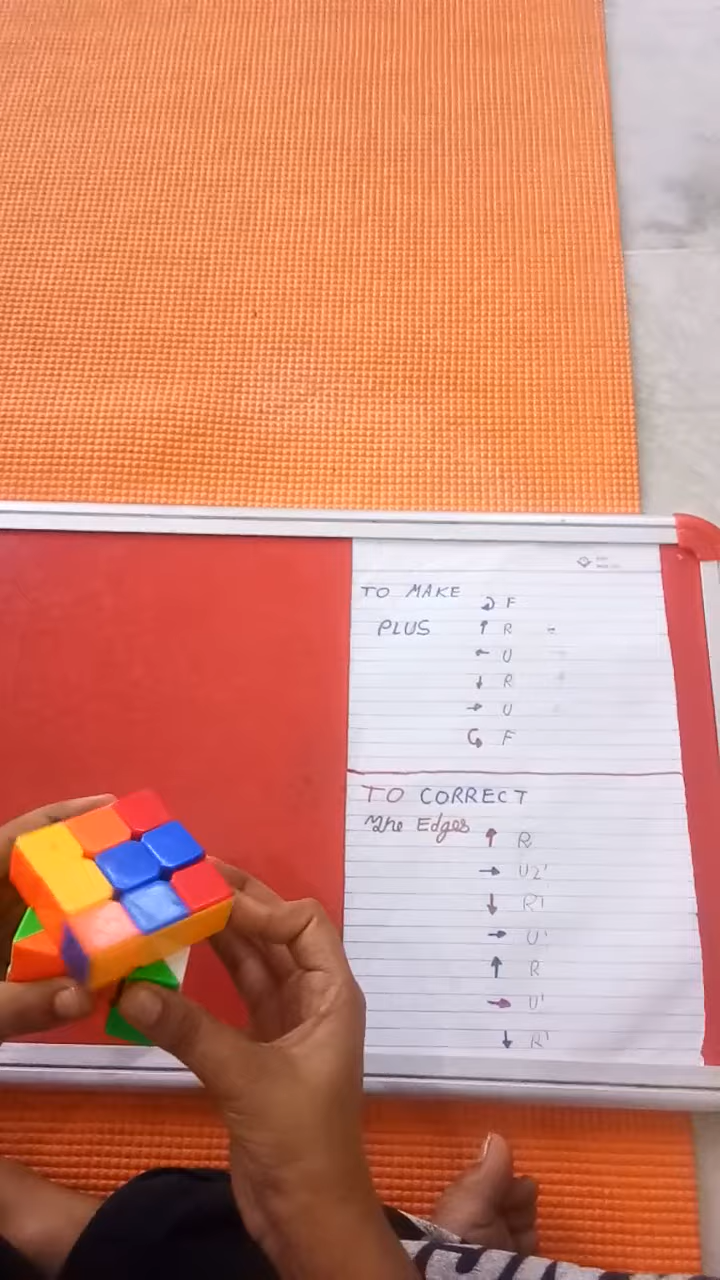 TO MAKE
PLUS
F
↑ R
← U
↓ R
→ U
F
TO CORRECT
The Edges
↑ R
→ U2'
↓ R'
→ U'
↑ R
→ U'
↓ R'